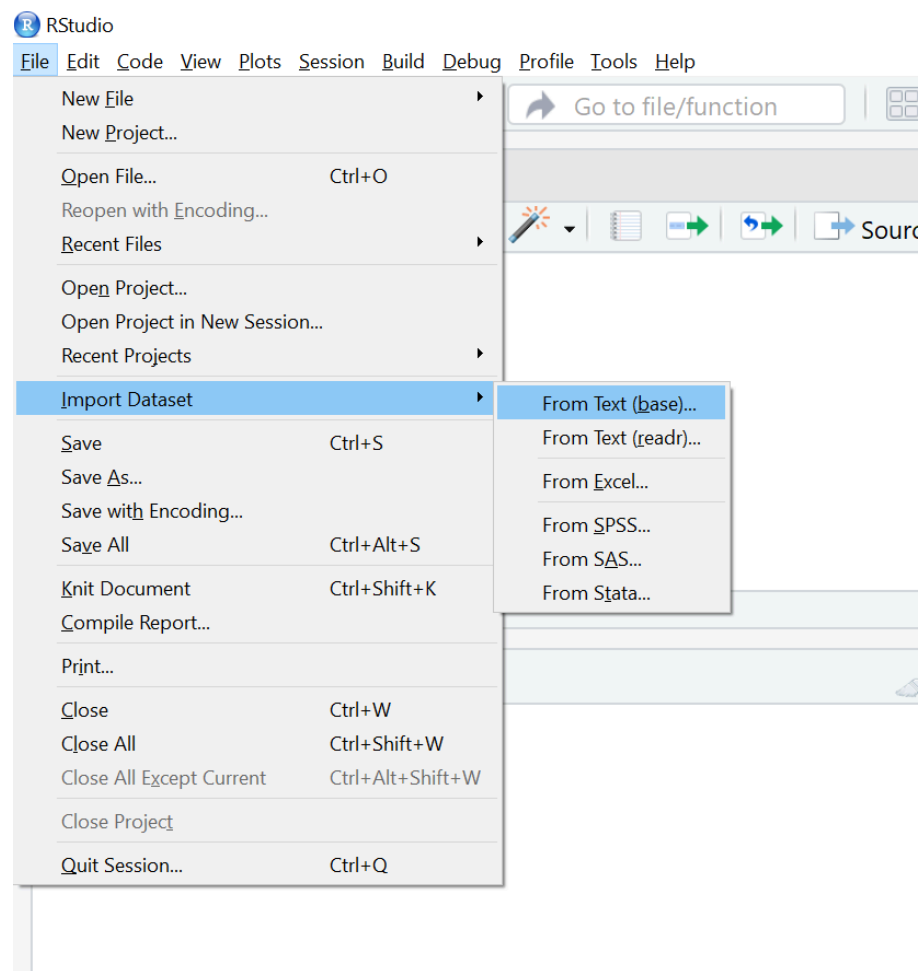 RStudio
File Edit Code View Plots Session Build Debug Profile Tools Help
New File
Go to file/function
New Project...
Open File... Ctrl+O
Reopen with Encoding...
Recent Files
Open Project...
Open Project in New Session...
Recent Projects
Import Dataset
Save Ctrl+S
Save As...
Save with Encoding...
Save All Ctrl+Alt+S
Knit Document Ctrl+Shift+K
Compile Report...
Print...
Close Ctrl+W
Close All Ctrl+Shift+W
Close All Except Current Ctrl+Alt+Shift+W
Close Project
Quit Session... Ctrl+Q
From Text (base)...
From Text (readr)...
From Excel...
From SPSS...
From SAS...
From Stata...